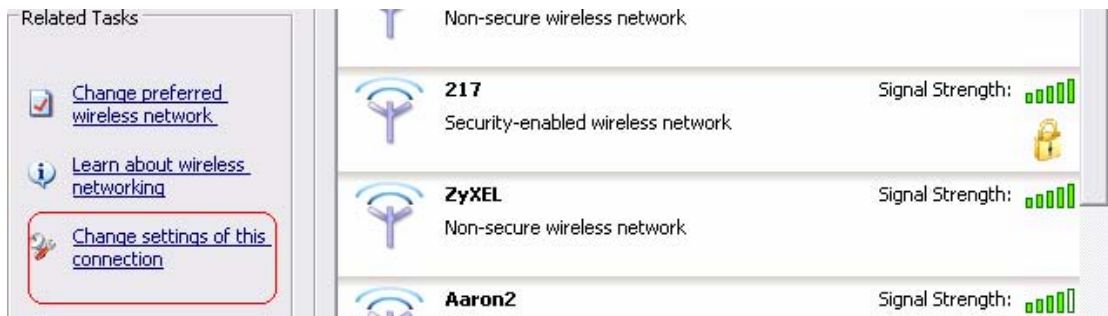 Related Tasks
Change preferred
wireless network
Learn about wireless
networking
Change settings of this
connection
Non-secure wireless network
217
Signal Strength:
Security-enabled wireless network
ZyXEL
Signal Strength:
Non-secure wireless network
Aaron2
Signal Strength: